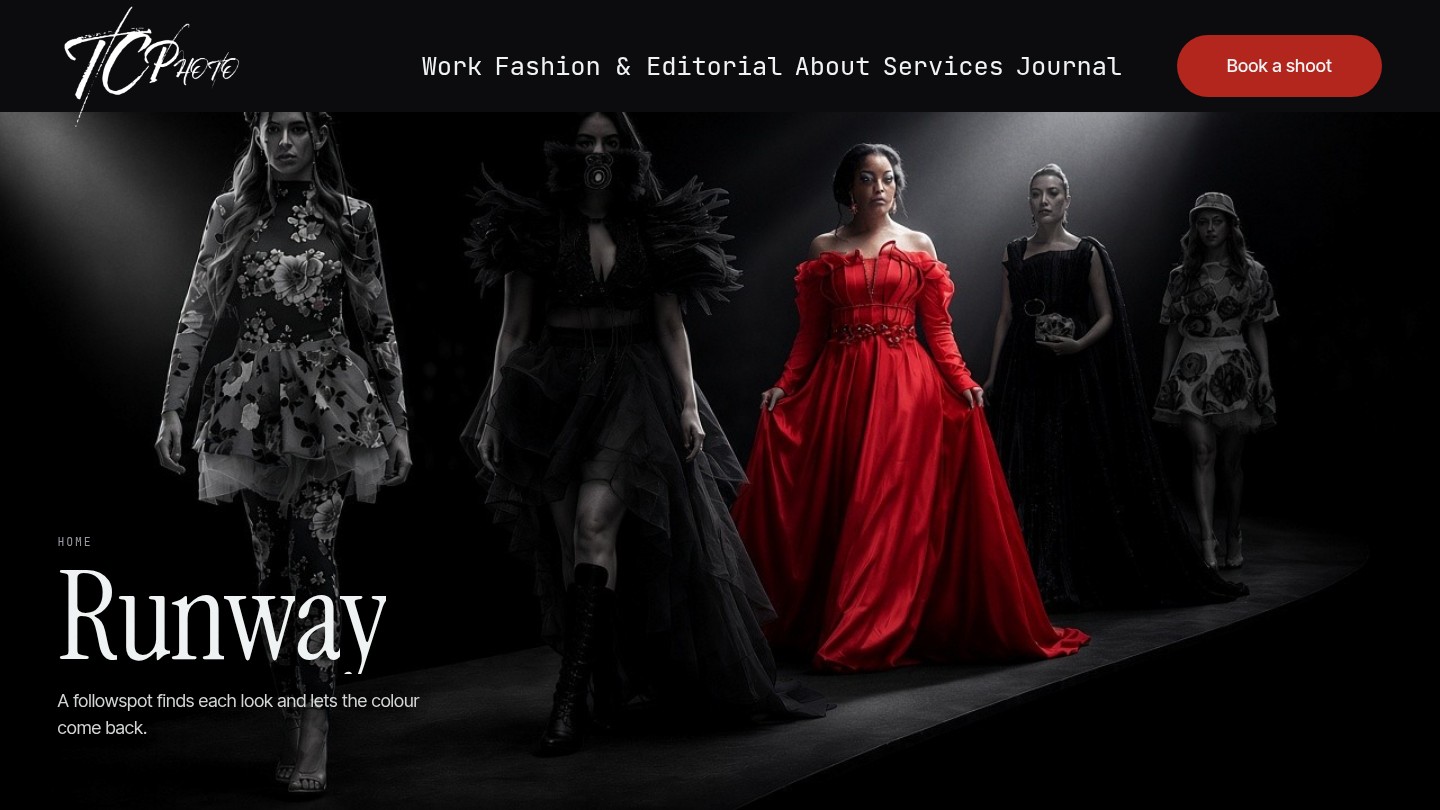 TCPHOTO
Work Fashion & Editorial About Services Journal
Book a shoot
HOME
Runway
A followspot finds each look and lets the colour
come back.